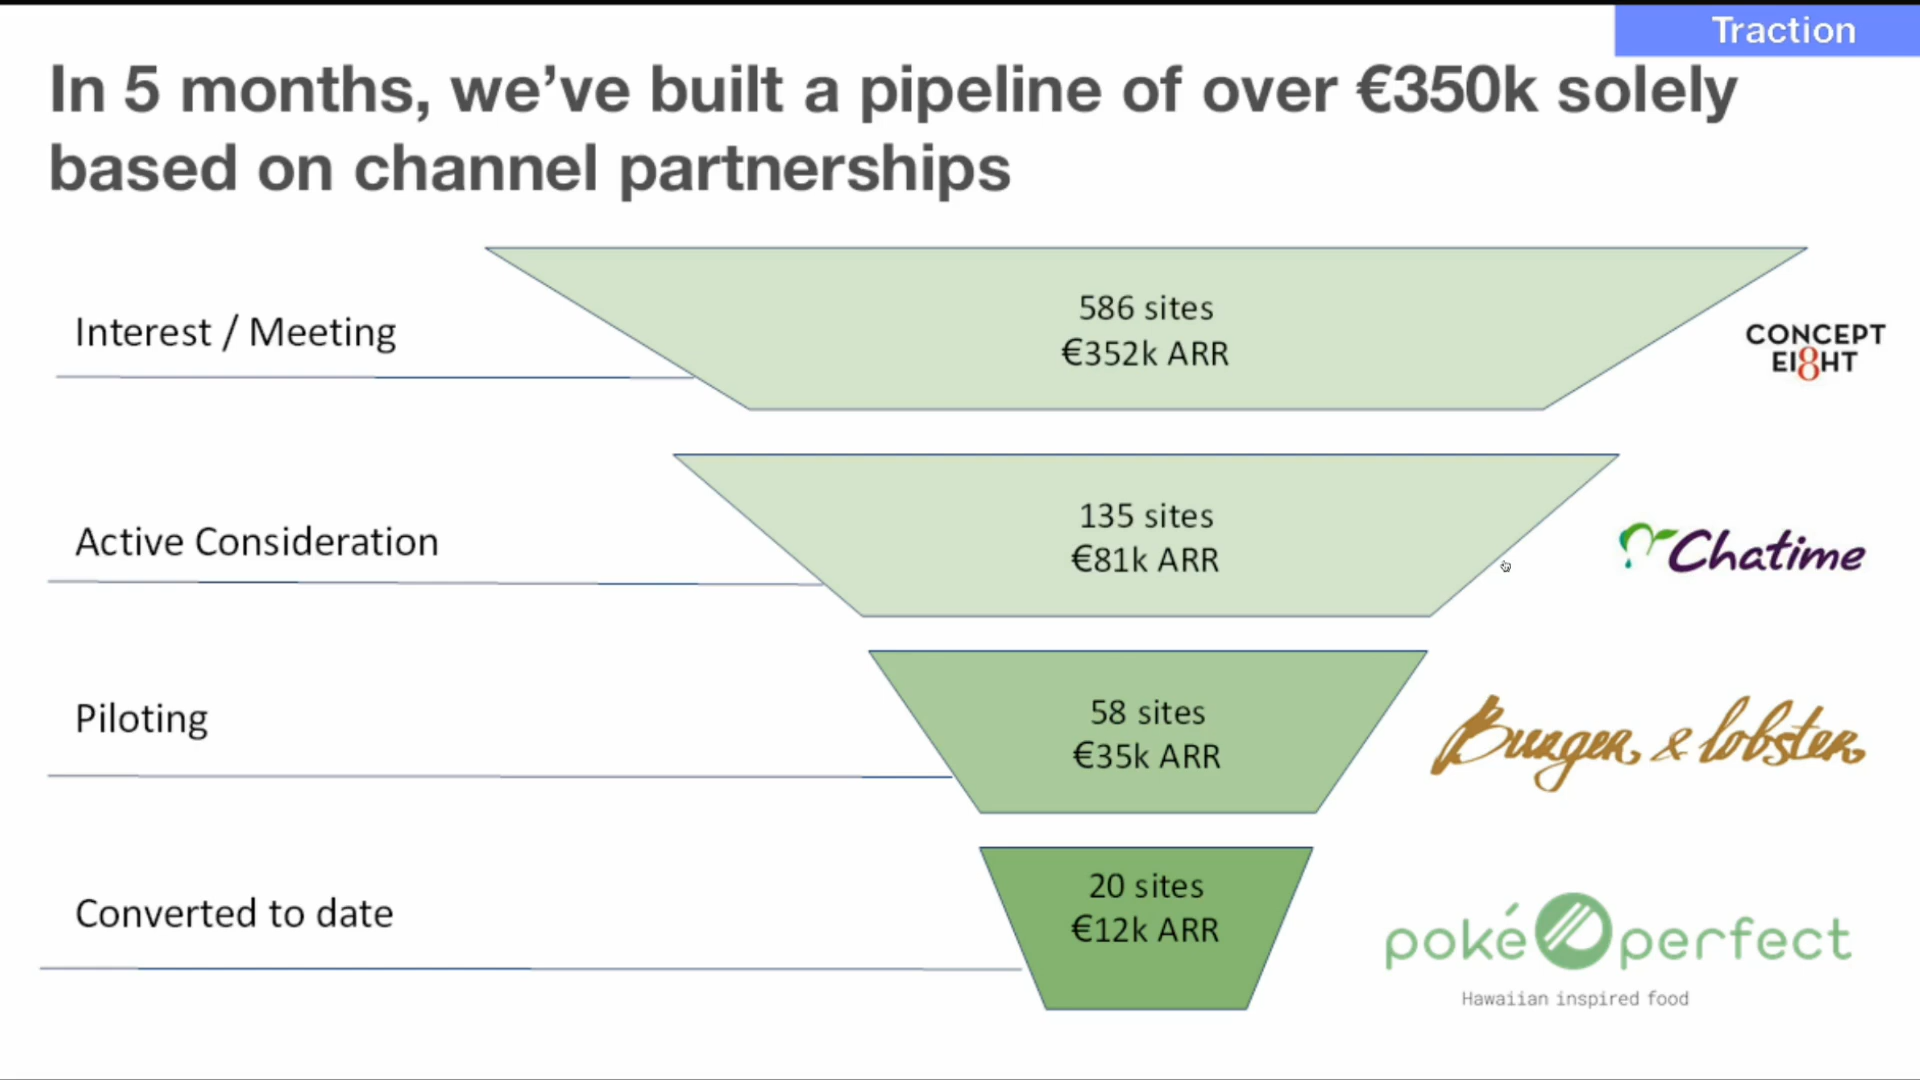 Traction
In 5 months, we’ve built a pipeline of over €350k solely
based on channel partnerships
Interest / Meeting
586 sites
€352k ARR
CONCEPT
EI8HT
Active Consideration
135 sites
€81k ARR
Chatime
Piloting
58 sites
€35k ARR
Burger & lobster
Converted to date
20 sites
€12k ARR
poké perfect
Hawaiian inspired food